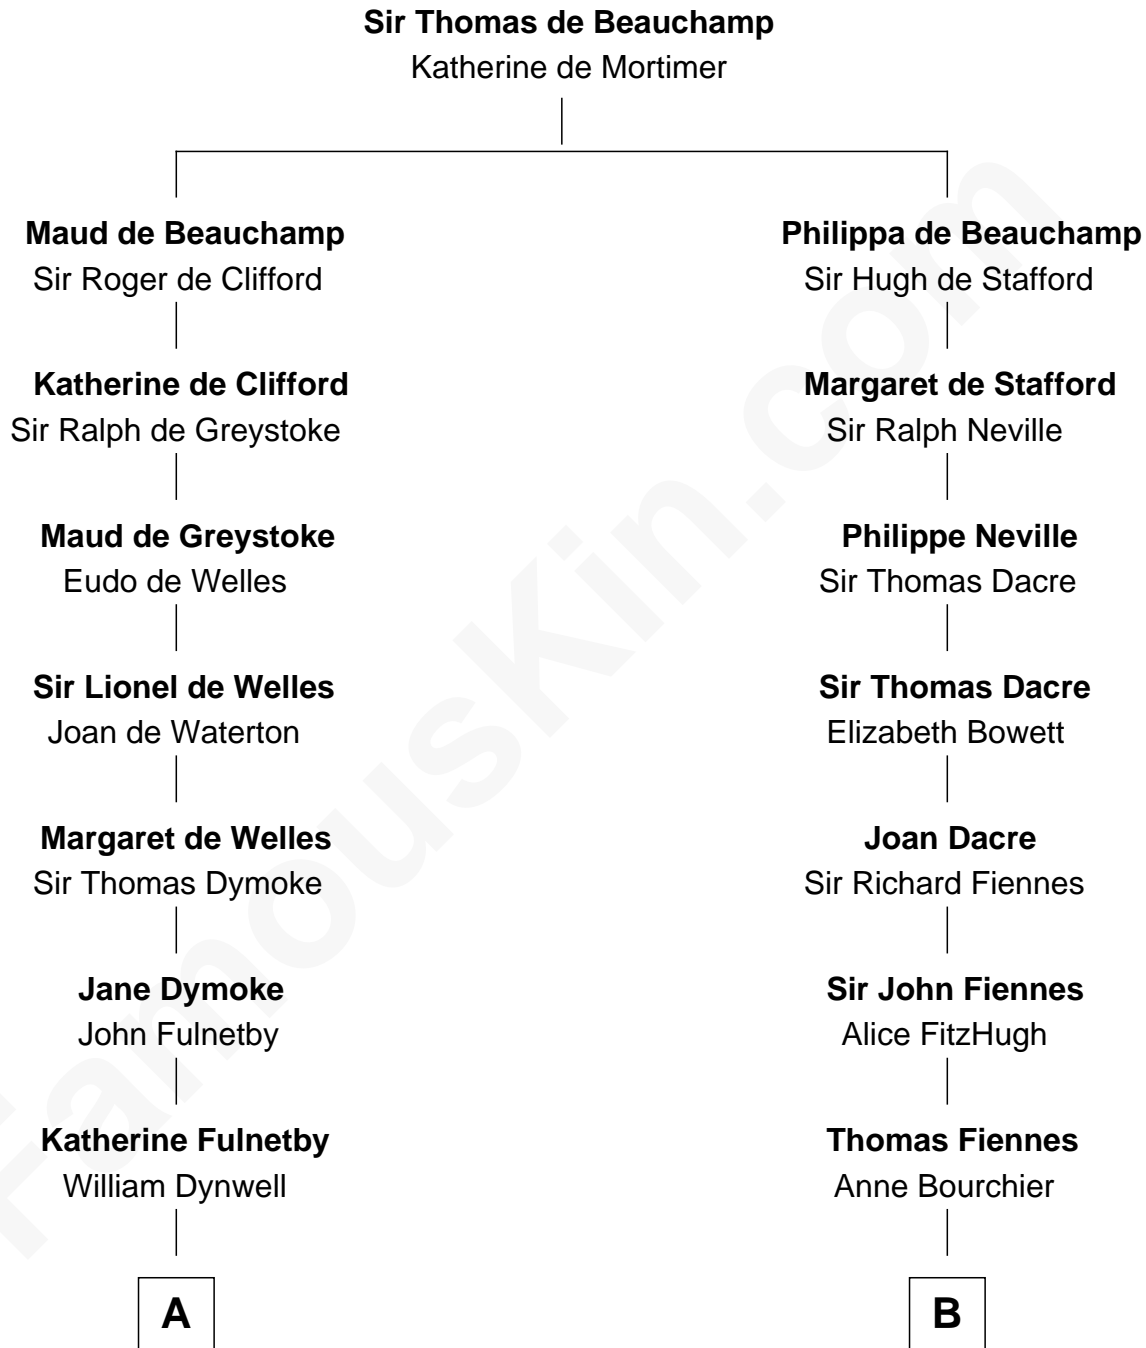 Sir Thomas de Beauchamp
Katherine de Mortimer
Maud de Beauchamp
Sir Roger de Clifford
Philippa de Beauchamp
Sir Hugh de Stafford
Katherine de Clifford
Sir Ralph de Greystoke
Margaret de Stafford
Sir Ralph Neville
Maud de Greystoke
Eudo de Welles
Philippe Neville
Sir Thomas Dacre
Sir Lionel de Welles
Joan de Waterton
Sir Thomas Dacre
Elizabeth Bowett
Margaret de Welles
Sir Thomas Dymoke
Joan Dacre
Sir Richard Fiennes
Jane Dymoke
John Fulnetby
Sir John Fiennes
Alice FitzHugh
Katherine Fulnetby
William Dynwell
Thomas Fiennes
Anne Bourchier
A
B
FamousKin.com